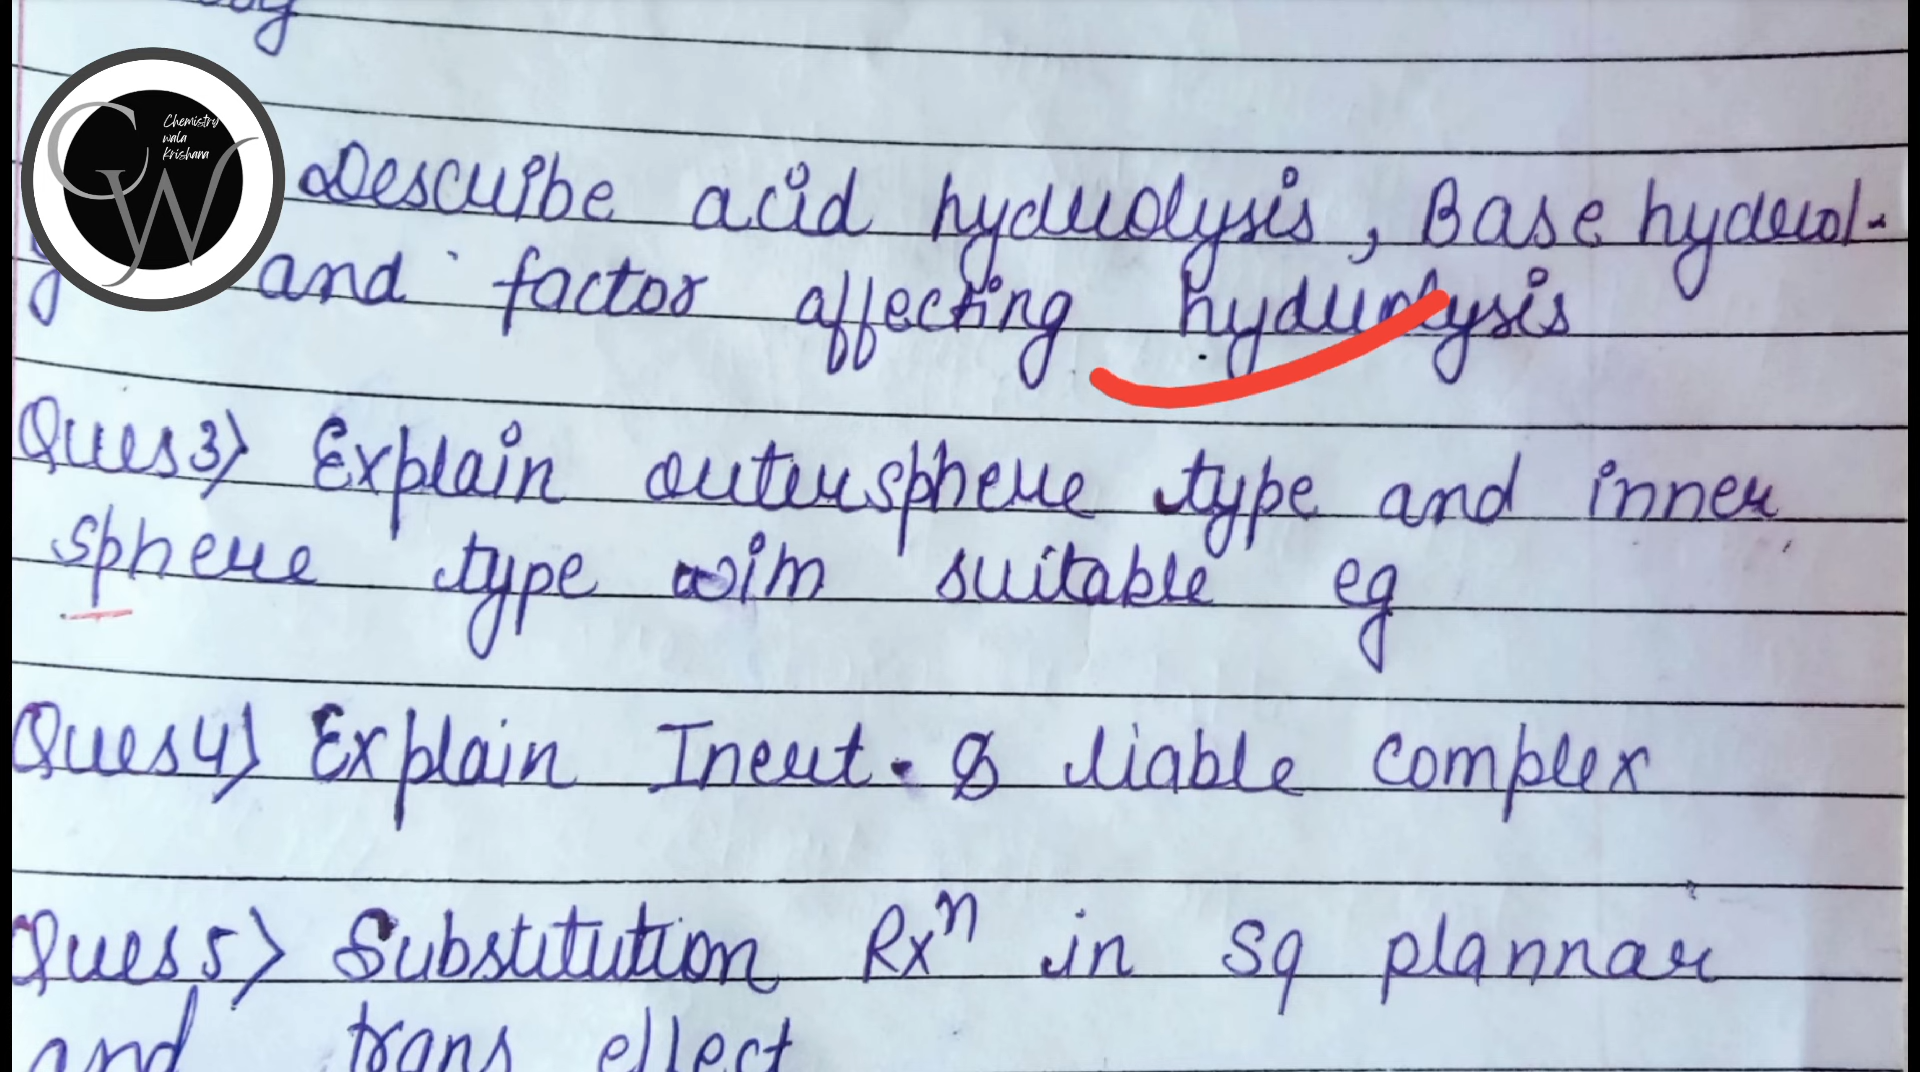 Chemistry
wala
Krishana
CW
Describe acid hydrolysis, Base hydrol-
and factor affecting hydrolysis
Ques3) Explain outersphere type and inner
sphere type with suitable eg
Ques4) Explain Inert & liable complex
Ques5) Substitution Rxⁿ in sq plannar
and trans effect